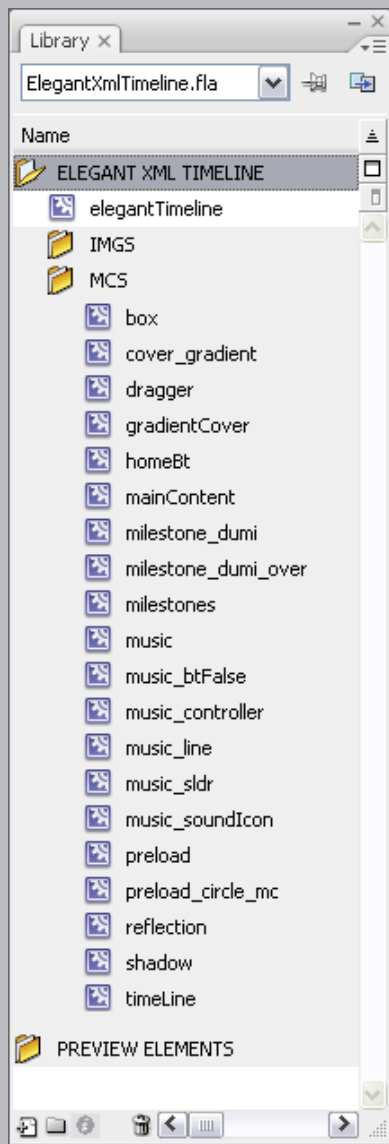 Library
ElegantXmlTimeline.fla
Name
ELEGANT XML TIMELINE
elegantTimeline
IMGS
MCS
box
cover_gradient
dragger
gradientCover
homeBt
mainContent
milestone_dumi
milestone_dumi_over
milestones
music
music_btFalse
music_controller
music_line
music_sldr
music_soundIcon
preload
preload_circle_mc
reflection
shadow
timeLine
PREVIEW ELEMENTS